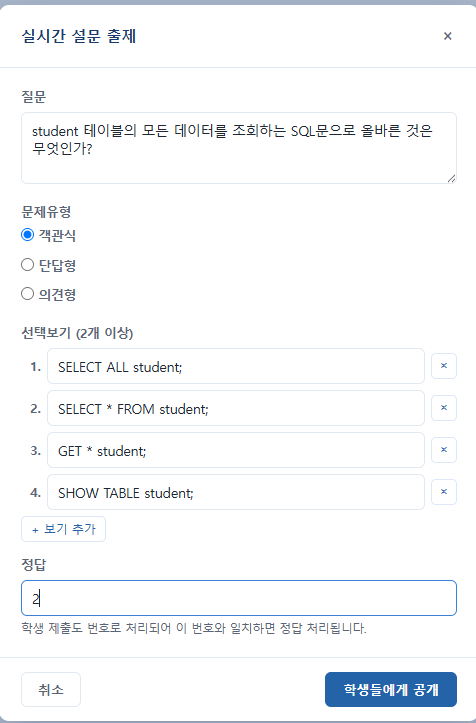 실시간 설문 출제 ×
질문
student 테이블의 모든 데이터를 조회하는 SQL문으로 올바른 것은
무엇인가?
문제유형
객관식
단답형
의견형
선택보기 (2개 이상)
1. SELECT ALL student; ×
2. SELECT * FROM student; ×
3. GET * student; ×
4. SHOW TABLE student; ×
+ 보기 추가
정답
2
학생 제출도 번호로 처리되어 이 번호와 일치하면 정답 처리됩니다.
취소 학생들에게 공개